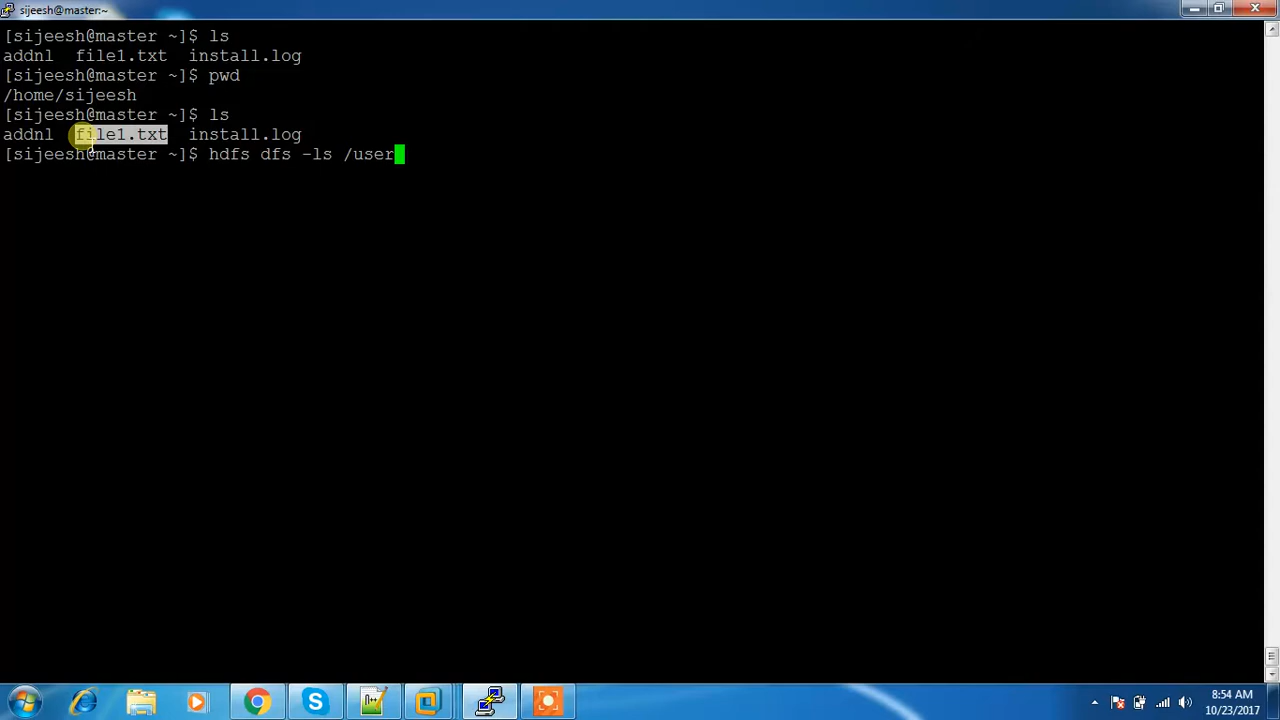 sijeesh@master:~
[sijeesh@master ~]$ ls
addnl  file1.txt  install.log
[sijeesh@master ~]$ pwd
/home/sijeesh
[sijeesh@master ~]$ ls
addnl  file1.txt  install.log
[sijeesh@master ~]$ hdfs dfs -ls /user
8:54 AM
10/23/2017